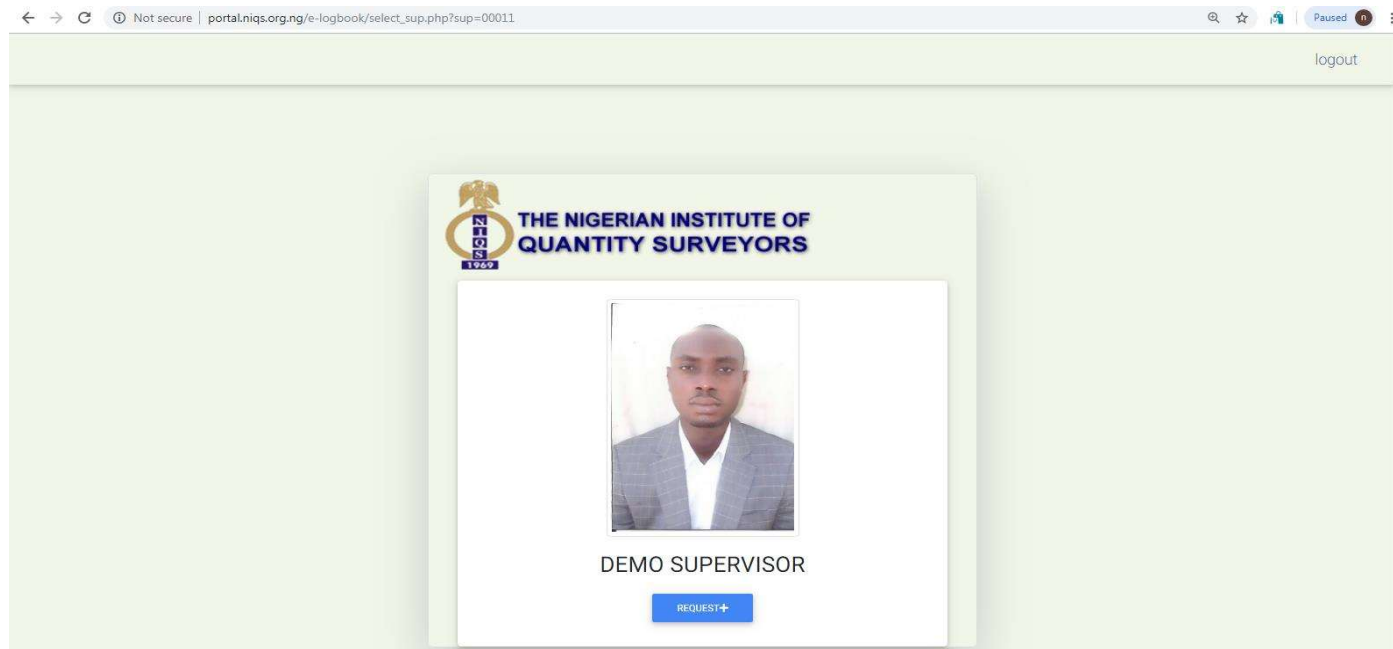 Not secure | portal.niqs.org.ng/e-logbook/select_sup.php?sup=00011
Paused n
logout
THE NIGERIAN INSTITUTE OF
QUANTITY SURVEYORS
NIQS
1969
DEMO SUPERVISOR
REQUEST+